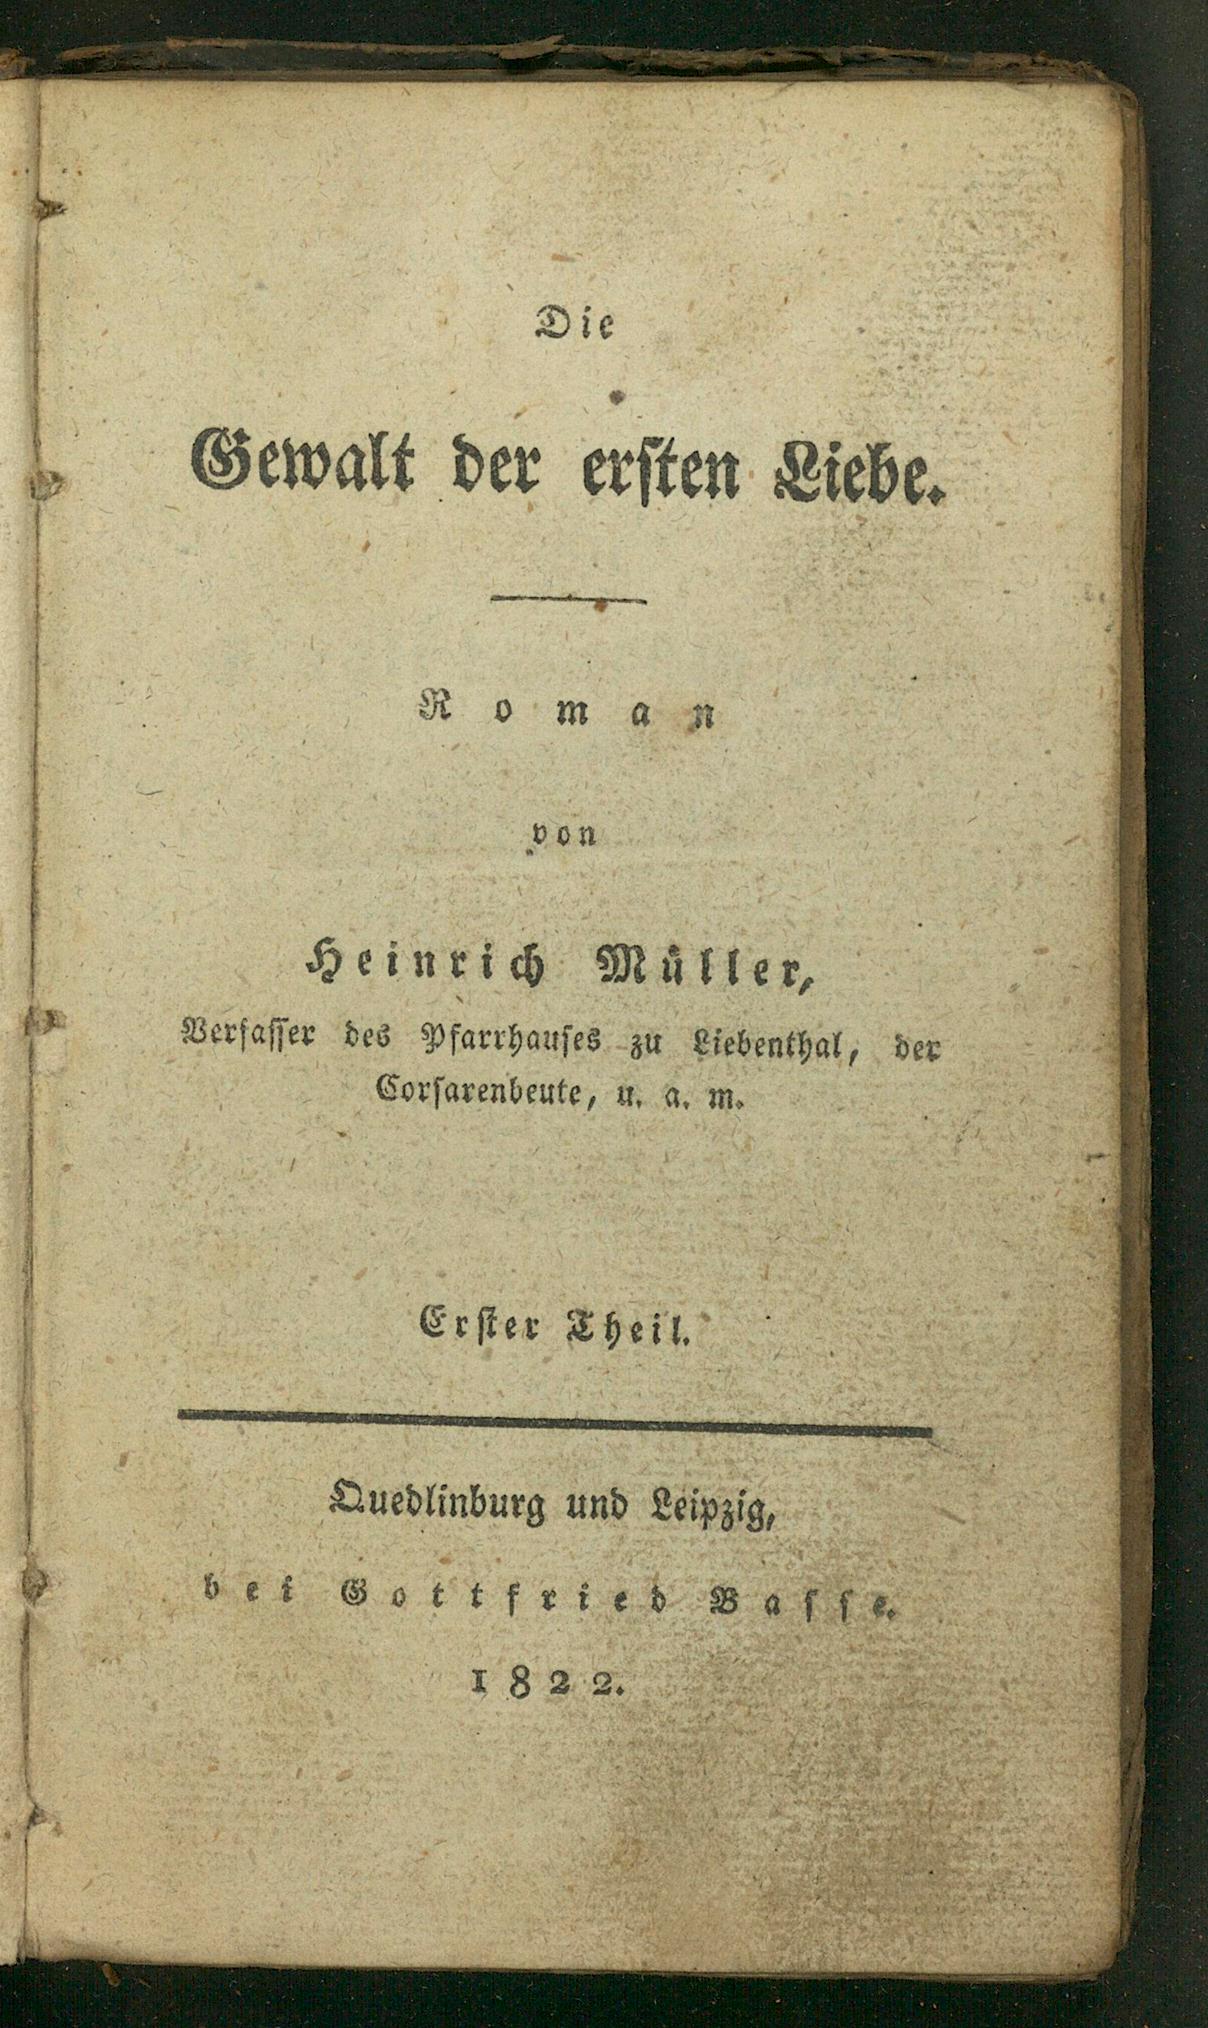 Die
Gewalt der erſten Liebe.
Roman
von
Heinrich Müller,
Verfaſſer des Pfarrhauſes zu Liebenthal, der
Corſarenbeute, u. a. m.
Erſter Theil.
Quedlinburg und Leipzig,
bei Gottfried Baſſe.
1822.